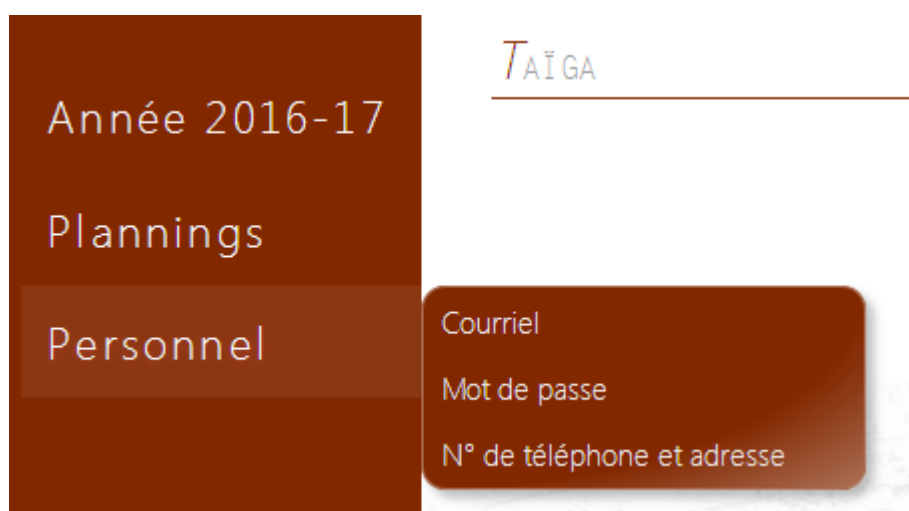 TAÏGA
Année 2016-17
Plannings
Personnel
Courriel
Mot de passe
N° de téléphone et adresse